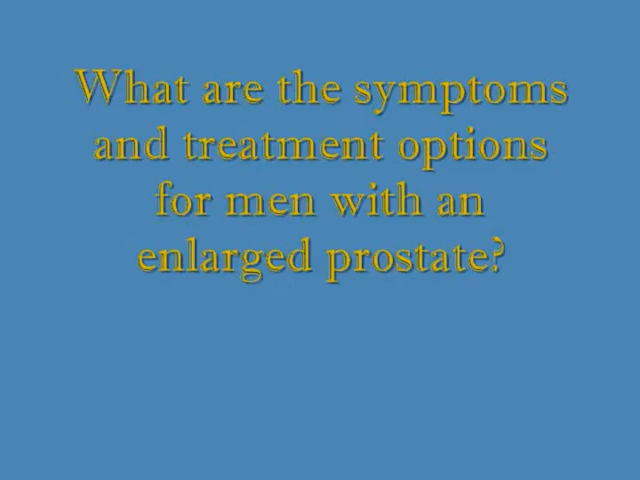 What are the symptoms
and treatment options
for men with an
enlarged prostate?